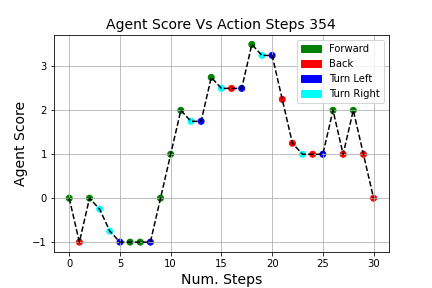 Agent Score Vs Action Steps 354
Forward
Back
Turn Left
Turn Right
Agent Score
3
2
1
0
−1
0 5 10 15 20 25 30
Num. Steps